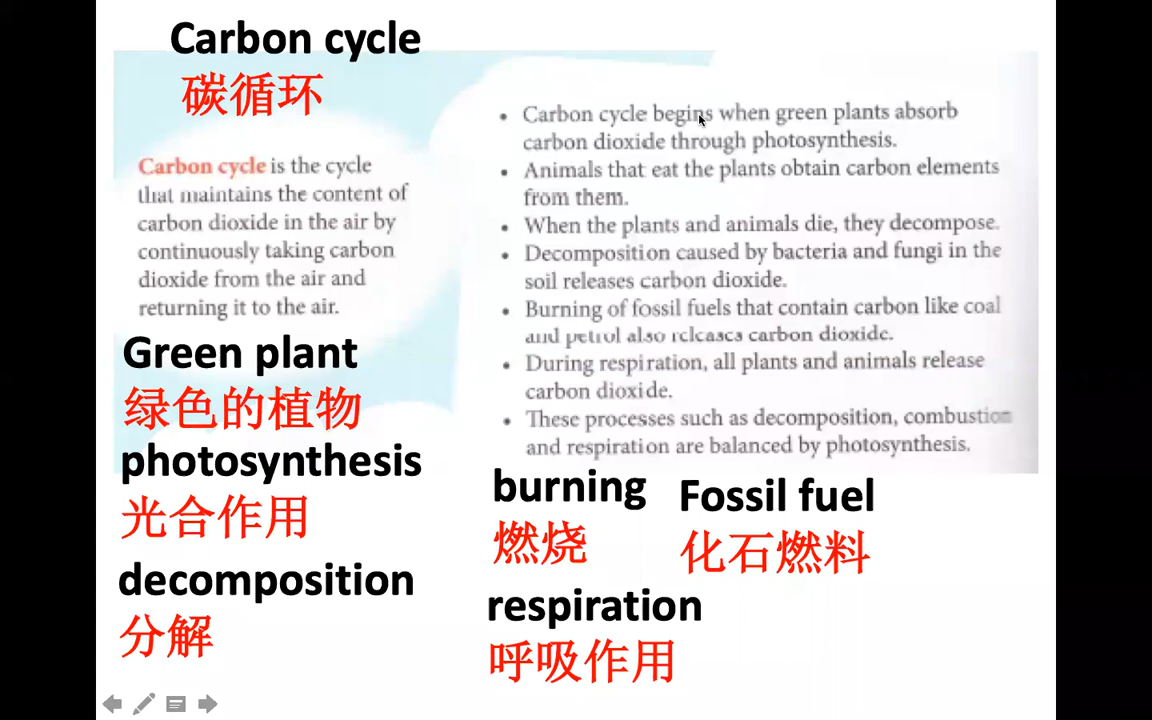 Carbon cycle
碳循环
Carbon cycle is the cycle
that maintains the content of
carbon dioxide in the air by
continuously taking carbon
dioxide from the air and
returning it to the air.
Green plant
绿色的植物
photosynthesis
光合作用
decomposition
分解
• Carbon cycle begins when green plants absorb
carbon dioxide through photosynthesis.
• Animals that eat the plants obtain carbon elements
from them.
• When the plants and animals die, they decompose.
• Decomposition caused by bacteria and fungi in the
soil releases carbon dioxide.
• Burning of fossil fuels that contain carbon like coal
and petrol also releases carbon dioxide.
• During respiration, all plants and animals release
carbon dioxide.
• These processes such as decomposition, combustion
and respiration are balanced by photosynthesis.
burning
燃烧
Fossil fuel
化石燃料
respiration
呼吸作用